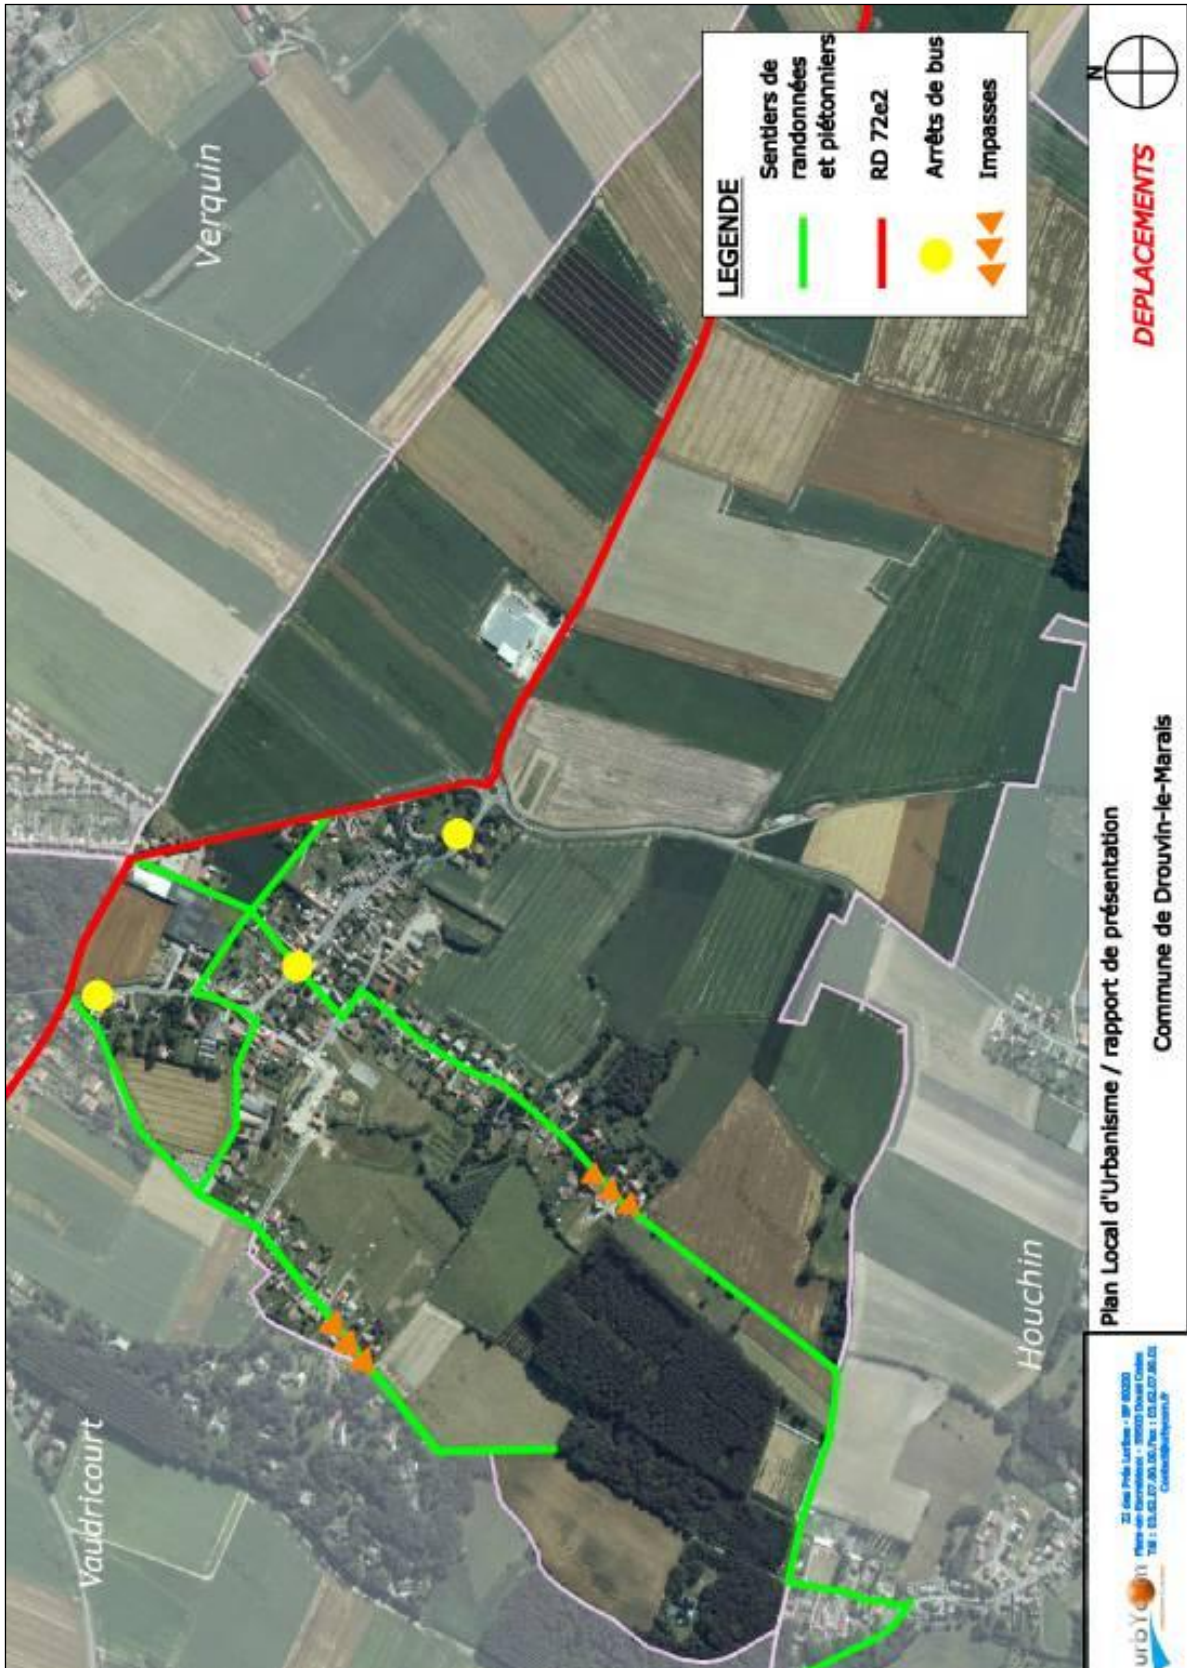 Vaudricourt
Verquin
Houchin
LEGENDE
Sentiers de
randonnées
et piétonniers
RD 72e2
Arrêts de bus
Impasses
N
Plan Local d'Urbanisme / rapport de présentation
DEPLACEMENTS
Commune de Drouvin-le-Marais
urbYcom